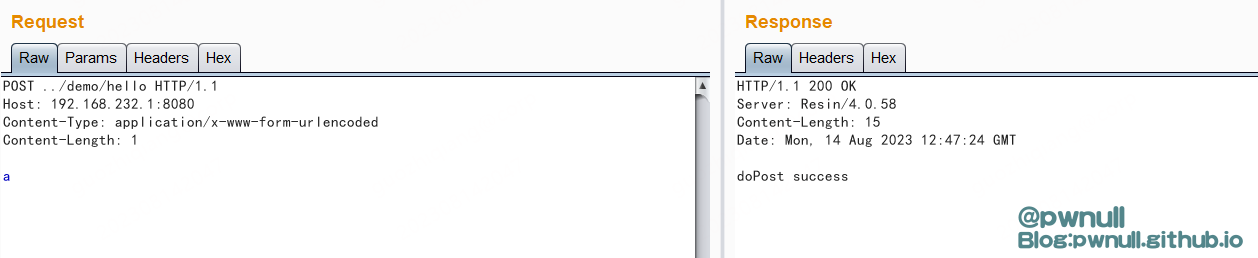 Request
Raw Params Headers Hex
POST ../demo/hello HTTP/1.1
Host: 192.168.232.1:8080
Content-Type: application/x-www-form-urlencoded
Content-Length: 1
a
Response
Raw Headers Hex
HTTP/1.1 200 OK
Server: Resin/4.0.58
Content-Length: 15
Date: Mon, 14 Aug 2023 12:47:24 GMT
doPost success
@pwnull
Blog:pwnull.github.io